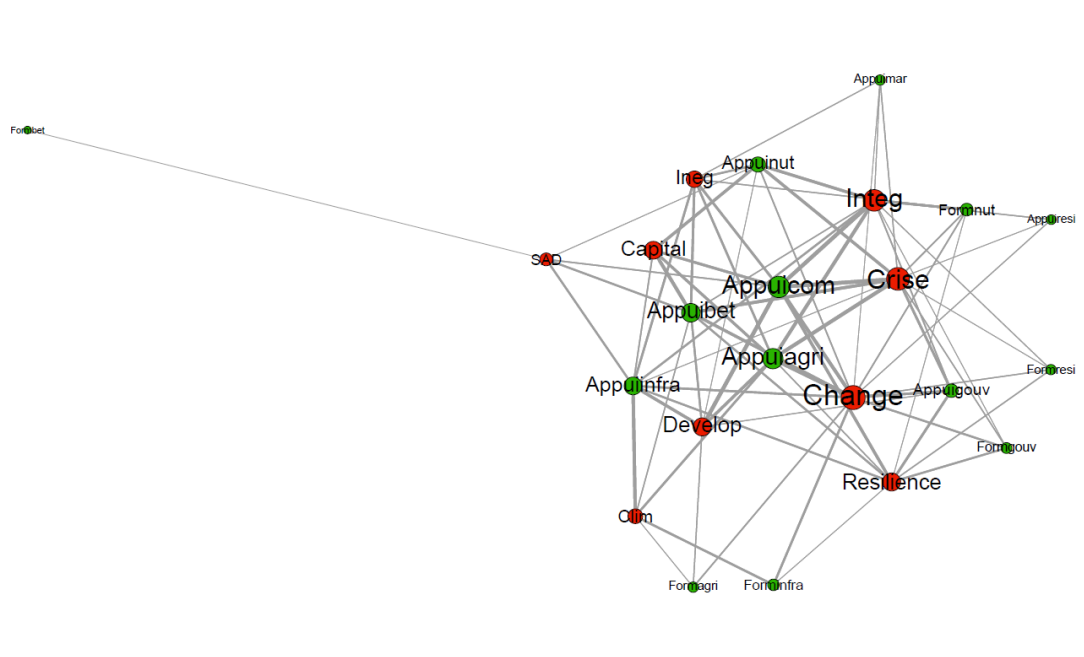 Appuimar
Formbet
Appuinut
Ineg
Integ
Formnut
Appuresi
Capital
SAD
Crise
Appuicom
Appuibet
Appuiagri
Formresi
Appuiinfra
Appuigouv
Change
Develop
Formgouv
Resilience
Clim
Formagri
Forminfra